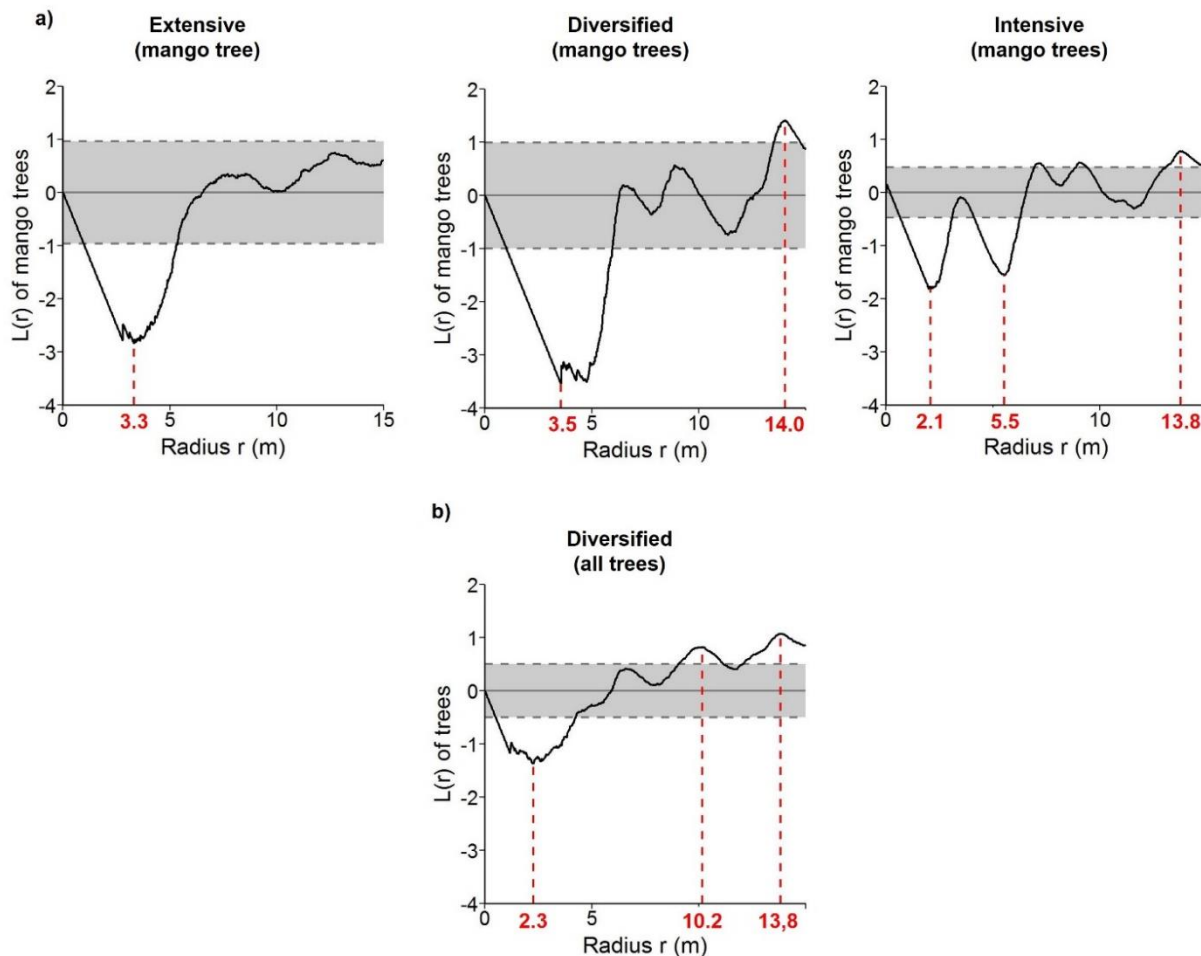 a)
Extensive
(mango tree)
Diversified
(mango trees)
Intensive
(mango trees)
L(r) of mango trees
2
1
0
-1
-2
-3
-4
0
5
10
15
3.3
Radius r (m)
L(r) of mango trees
2
1
0
-1
-2
-3
-4
0
5
10
3.5
14.0
Radius r (m)
L(r) of mango trees
2
1
0
-1
-2
-3
-4
0
10
2.1
5.5
13.8
Radius r (m)
b)
Diversified
(all trees)
L(r) of trees
2
1
0
-1
-2
-3
-4
0
5
10
2.3
10.2
13,8
Radius r (m)